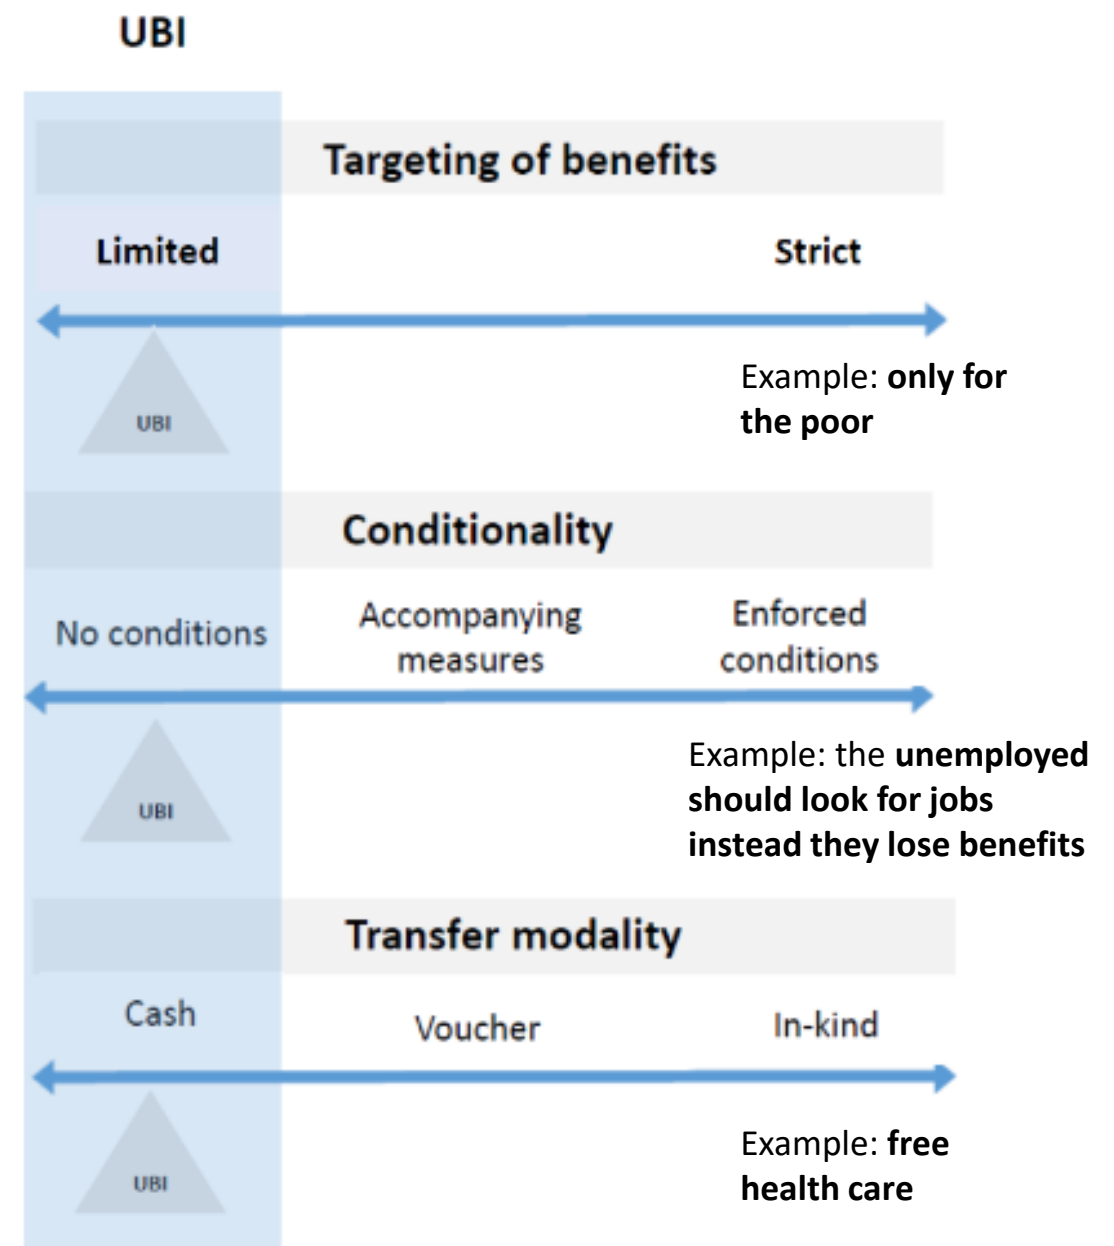 UBI
Targeting of benefits
Limited
Strict
UBI
Example: only for
the poor
Conditionality
No conditions
Accompanying
measures
Enforced
conditions
UBI
Example: the unemployed
should look for jobs
instead they lose benefits
Transfer modality
Cash
Voucher
In-kind
UBI
Example: free
health care